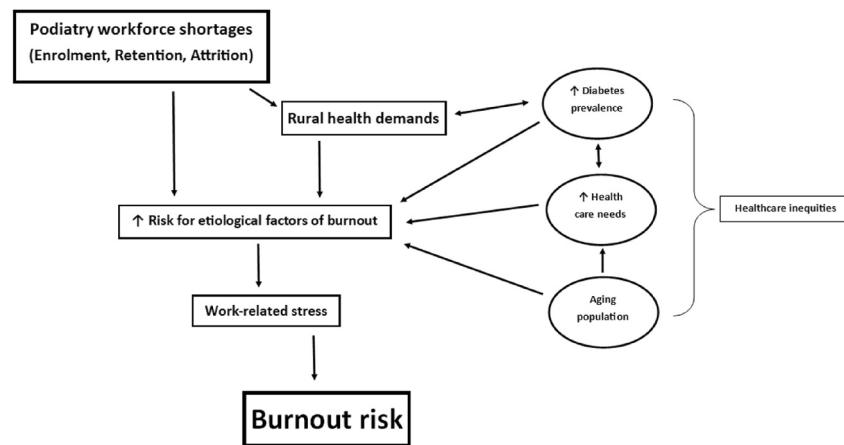 Podiatry workforce shortages
(Enrolment, Retention, Attrition)
Rural health demands
↑ Diabetes
prevalence
↑ Risk for etiological factors of burnout
↑ Health
care needs
Healthcare inequities
Work-related stress
Aging
population
Burnout risk